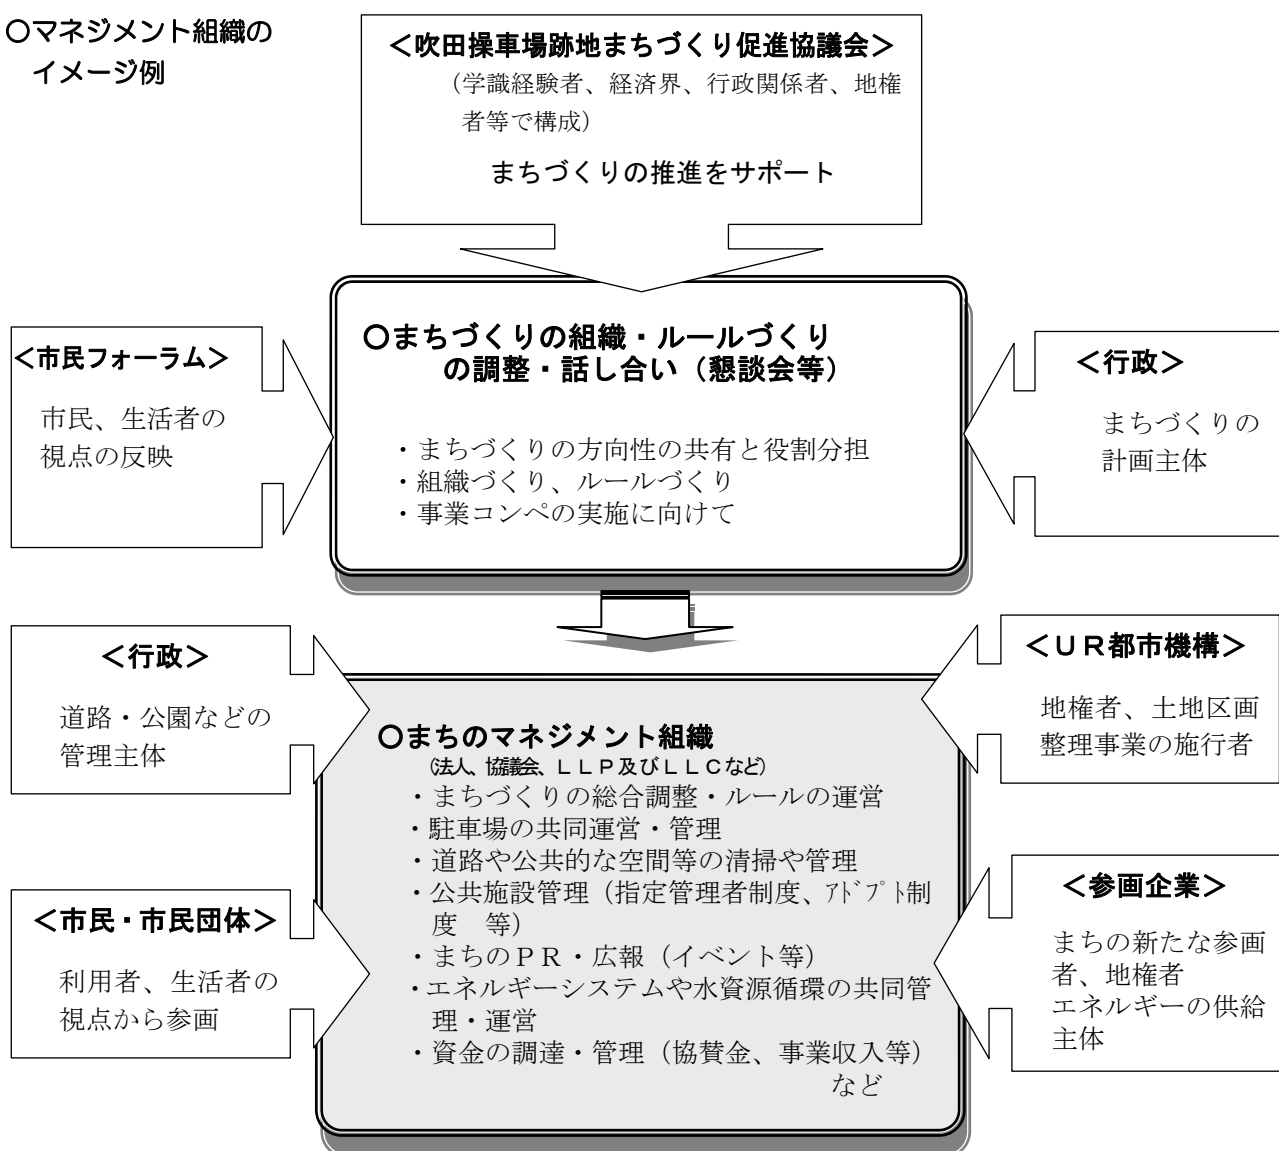 〇マネジメント組織の
イメージ例
＜吹田操車場跡地まちづくり促進協議会＞
（学識経験者、経済界、行政関係者、地権
者等で構成）
まちづくりの推進をサポート
＜市民フォーラム＞
市民、生活者の
視点の反映
〇まちづくりの組織・ルールづくり
の調整・話し合い（懇談会等）
・まちづくりの方向性の共有と役割分担
・組織づくり、ルールづくり
・事業コンペの実施に向けて
＜行政＞
まちづくりの
計画主体
＜行政＞
道路・公園などの
管理主体
＜市民・市民団体＞
利用者、生活者の
視点から参画
〇まちのマネジメント組織
（法人、協議会、ＬＬＰ及びＬＬＣなど）
・まちづくりの総合調整・ルールの運営
・駐車場の共同運営・管理
・道路や公共的な空間等の清掃や管理
・公共施設管理（指定管理者制度、ｱﾄﾞﾌﾟﾄ制
度　等）
・まちのＰＲ・広報（イベント等）
・エネルギーシステムや水資源循環の共同管
理・運営
・資金の調達・管理（協賛金、事業収入等）
など
＜ＵＲ都市機構＞
地権者、土地区画
整理事業の施行者
＜参画企業＞
まちの新たな参画
者、地権者
エネルギーの供給
主体